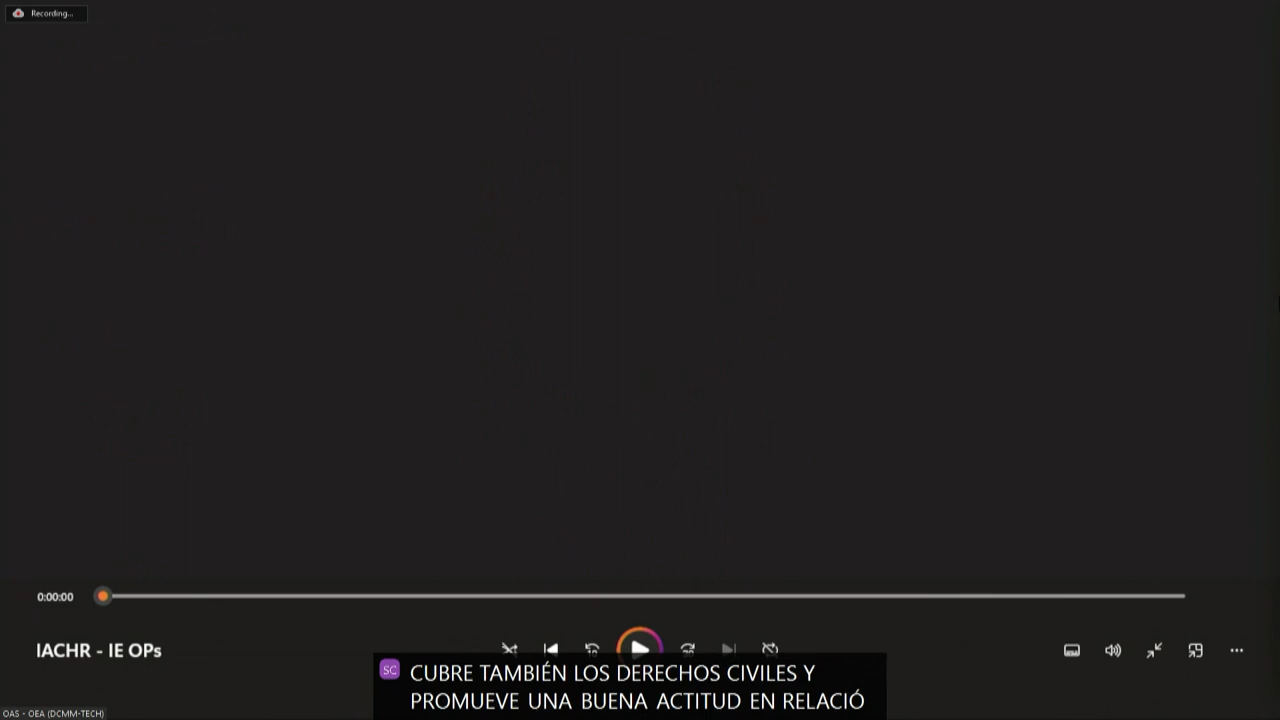 Recording...
0:00:00
IACHR - IE OPs
SC
CUBRE TAMBIÉN LOS DERECHOS CIVILES Y
PROMUEVE UNA BUENA ACTITUD EN RELACIÓ
OAS - OEA (DCMM-TECH)